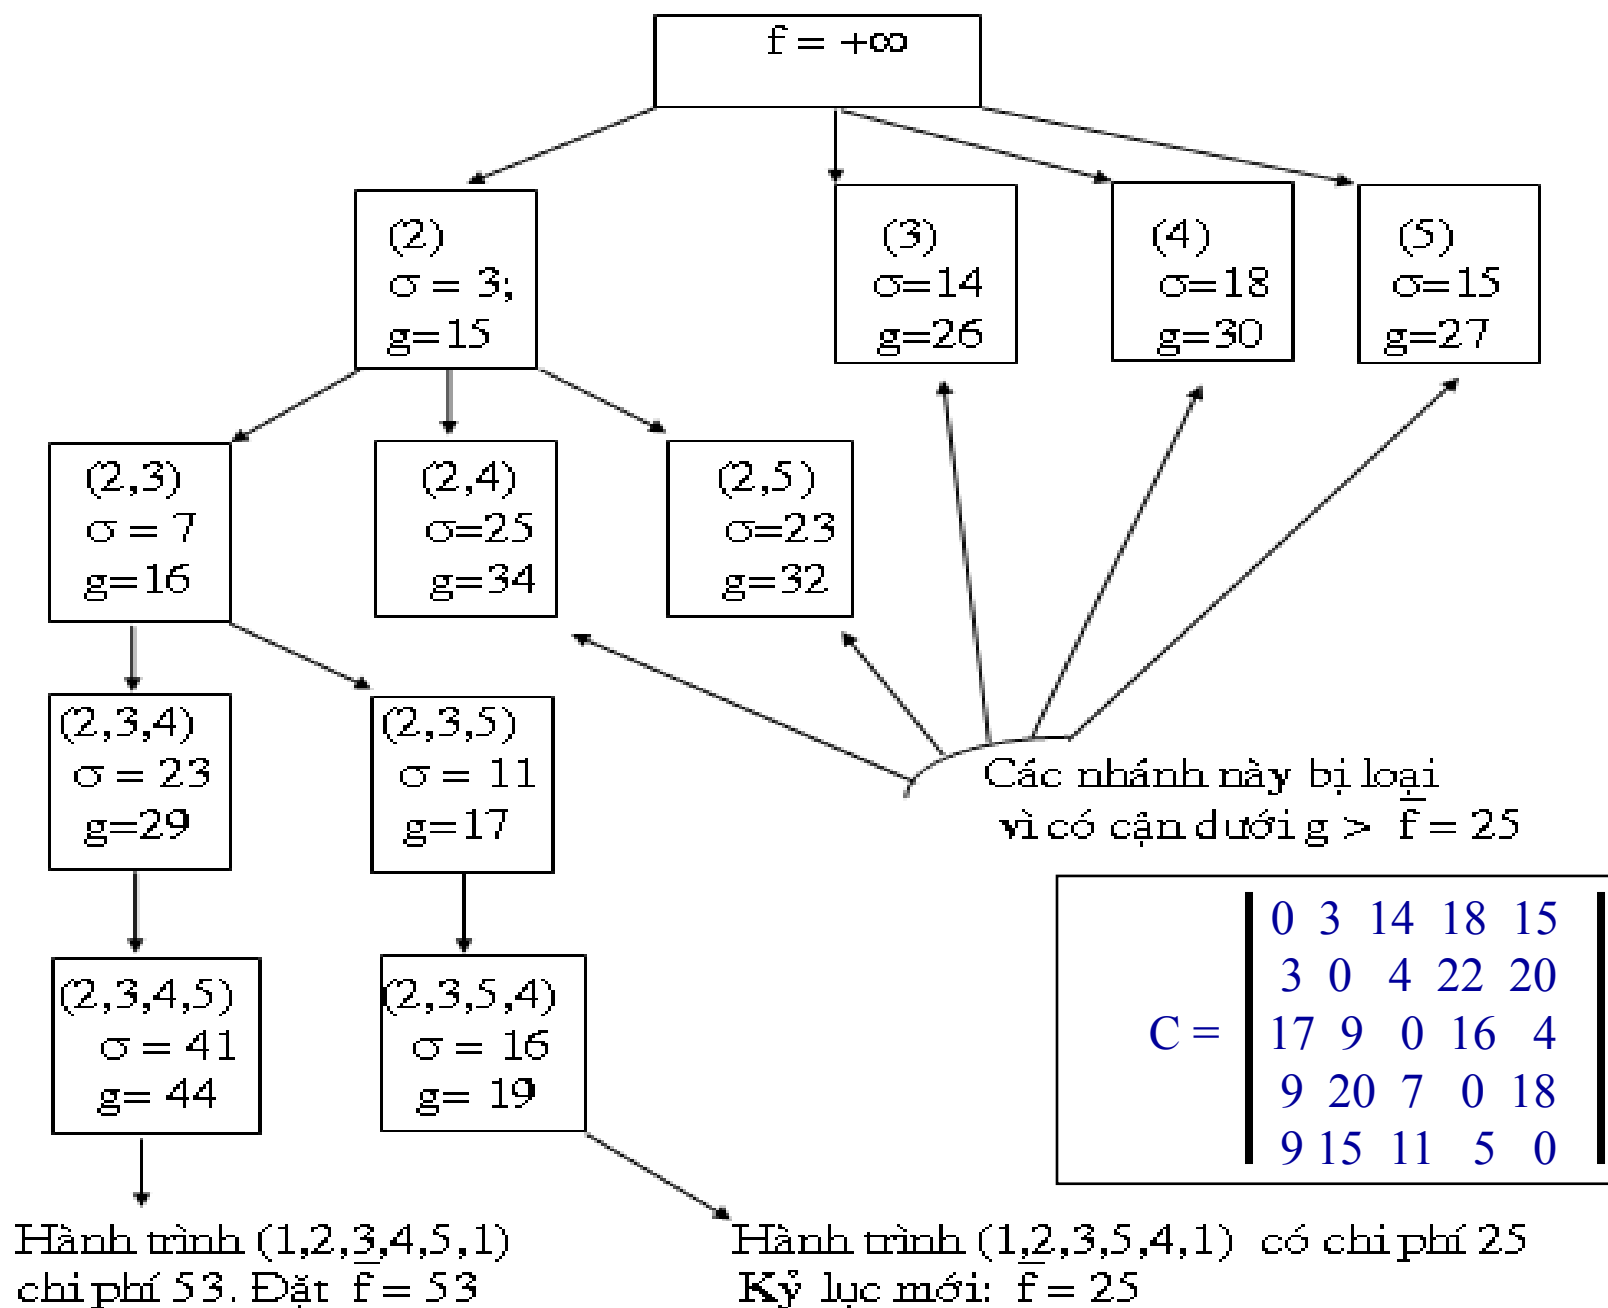 f = +∞
(2)
σ = 3;
g=15
(3)
σ=14
g=26
(4)
σ=18
g=30
(5)
σ=15
g=27
(2,3)
σ = 7
g=16
(2,4)
σ=25
g=34
(2,5)
σ=23
g=32
(2,3,4)
σ = 23
g=29
(2,3,5)
σ = 11
g=17
Các nhánh này bị loại
vì có cận dưới g > f̅ = 25
(2,3,4,5)
σ = 41
g= 44
(2,3,5,4)
σ = 16
g= 19
C =
0 3 14 18 15
3 0 4 22 20
17 9 0 16 4
9 20 7 0 18
9 15 11 5 0
Hành trình (1,2,3,4,5,1)
chi phí 53. Đặt f̅ = 53
Hành trình (1,2,3,5,4,1) có chi phí 25
Kỷ lục mới: f̅ = 25